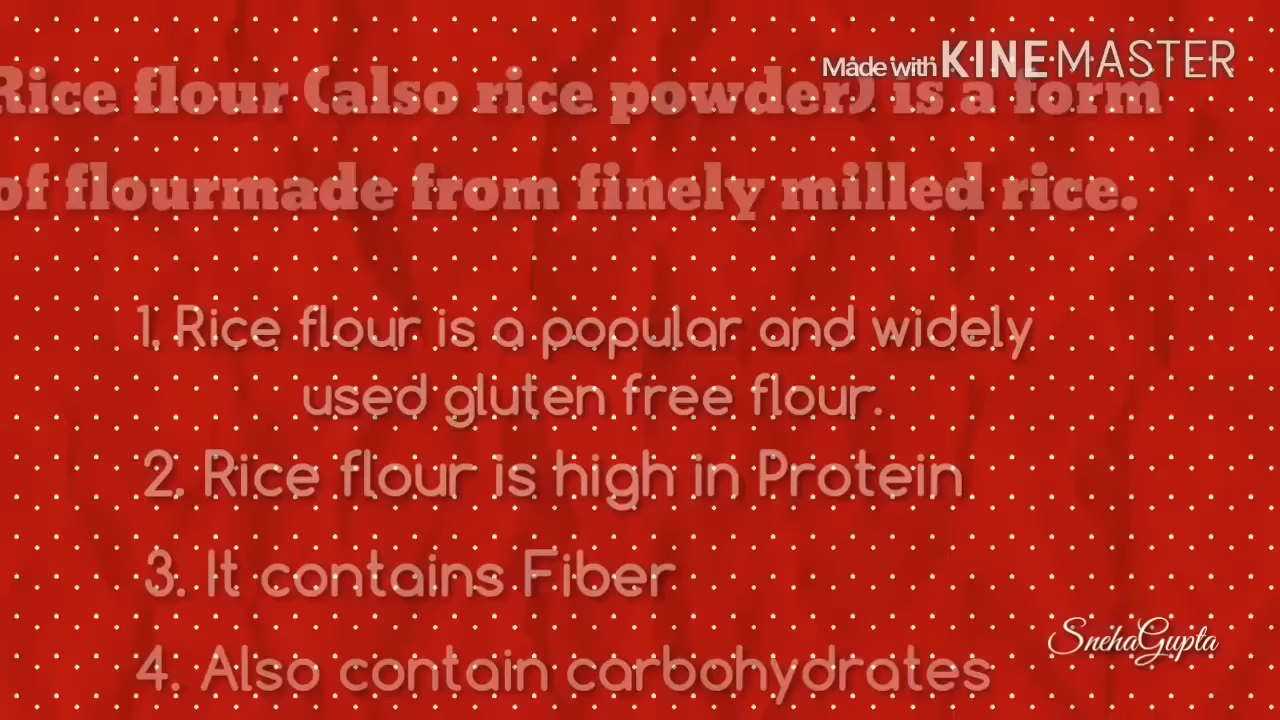 Made with KINEMASTER
Rice flour (also rice powder) is a form
of flourmade from finely milled rice.
1. Rice flour is a popular and widely
used gluten free flour.
2. Rice flour is high in Protein
3. It contains Fiber
SnehaGupta
4. Also contain carbohydrates